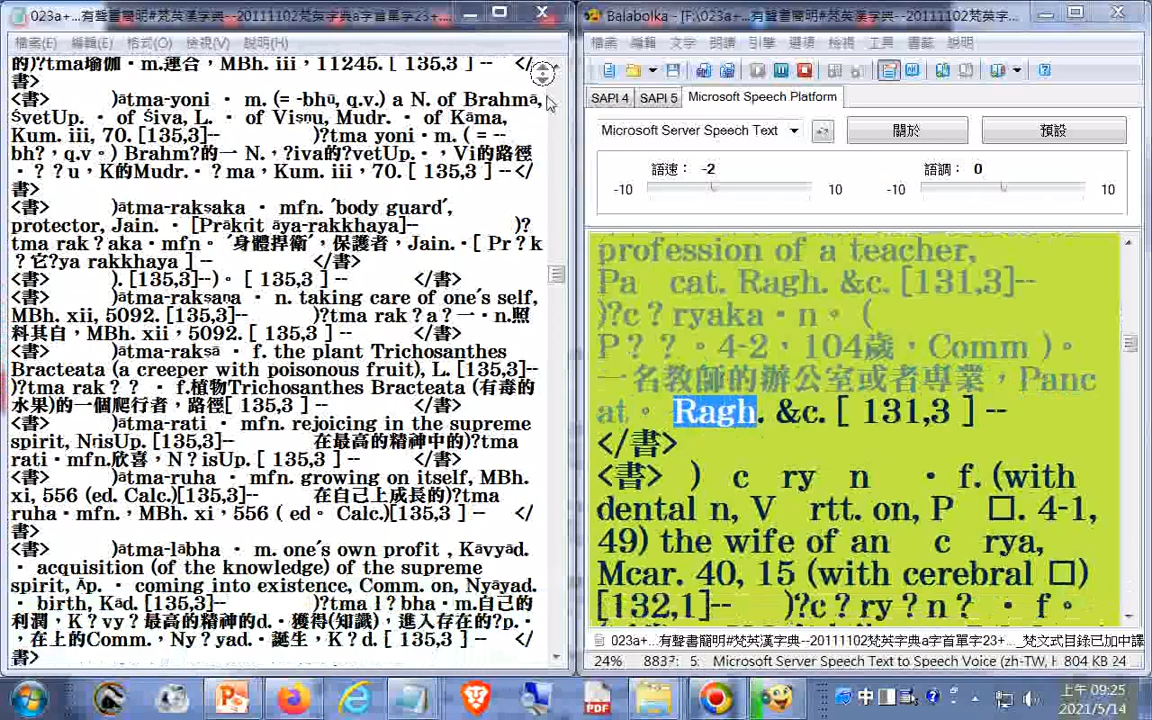 023a+...有聲書簡明#梵英漢字典--20111102梵英字典a字首單字23+...
檔案(E) 編輯(E) 格式(O) 檢視(V) 說明(H)
的)?tma瑜伽‧m.連合，MBh. iii, 11245. [ 135,3 ] -- </
書>
<書> )ātma-yoni ‧ m. (= -bhū, q.v.) a N. of Brahmā,
ŚvetUp. ‧ of Śiva, L. ‧ of Viṣṇu, Mudr. ‧ of Kāma,
Kum. iii, 70. [135,3]-- )?tma yoni‧m. ( = --
bh?，q.v。) Brahm?的一 N.，?iva的?vetUp.‧，Vi的路徑
‧？？u，K的Mudr.‧？ma，Kum. iii，70. [ 135,3 ] --</
書>
<書> )ātma-rakṣaka ‧ mfn. 'body guard',
protector, Jain. ‧ [Prākrit āya-rakkhaya]-- )?
tma rak？aka‧mfn。'身體捍衛'，保護者，Jain.‧[ Pr？k
？它?ya rakkhaya ] -- </書>
<書> ). [135,3]--)。[ 135,3 ] -- </書>
<書> )ātma-rakṣaṇa ‧ n. taking care of one's self,
MBh. xii, 5092. [135,3]-- )?tma rak？a？一‧n.照
料其自，MBh. xii，5092. [ 135,3 ] -- </書>
<書> )ātma-rakṣā ‧ f. the plant Trichosanthes
Bracteata (a creeper with poisonous fruit), L. [135,3]--
)?tma rak？？‧f.植物Trichosanthes Bracteata (有毒的
水果)的一個爬行者，路徑[ 135,3 ] -- </書>
<書> )ātma-rati ‧ mfn. rejoicing in the supreme
spirit, NṛisUp. [135,3]-- 在最高的精神中的)?tma
rati‧mfn.欣喜，N？isUp. [ 135,3 ] -- </書>
<書> )ātma-ruha ‧ mfn. growing on itself, MBh.
xi, 556 (ed. Calc.)[135,3]-- 在自己上成長的)?tma
ruha‧mfn.，MBh. xi，556 ( ed。Calc.)[135,3 ] -- </
書>
<書> )ātma-lābha ‧ m. one's own profit , Kāvyād.
‧ acquisition (of the knowledge) of the supreme
spirit, Āp. ‧ coming into existence, Comm. on, Nyāyad.
‧ birth, Kād. [135,3]-- )?tma l？bha‧m.自己的
利潤，K？vy？最高的精神的d.‧獲得(知識)，進入存在的?p.‧
，在上的Comm.，Ny？yad.‧誕生，K？d. [ 135,3 ] -- </
書>
Balabolka - [F:\023a+...有聲書簡明#梵英漢字典--20111102梵英字...
檔案 編輯 文字 朗讀 引擎 選項 檢視 工具 書籤 說明
SAPI 4 SAPI 5 Microsoft Speech Platform
Microsoft Server Speech Text 關於 預設
語速： -2 語調： 0
-10 10 -10 10
profession of a teacher,
Pa cat. Ragh. &c. [131,3]--
)?c？ryaka‧n。(
P？？。4-2，104歲，Comm )。
一名教師的辦公室或者專業，Panc
at。 Ragh. &c. [ 131,3 ] --
</書>
<書> ) c ry n ‧ f. (with
dental n, V rtt. on, P □. 4-1,
49) the wife of an c rya,
Mcar. 40, 15 (with cerebral □)
[132,1]-- )?c？ry？n？ ‧ f。
023a+...有聲書簡明#梵英漢字典--20111102梵英字典a字首單字23+..._梵文式目錄已加中譯
24% 8837: 5: Microsoft Server Speech Text to Speech Voice (zh-TW, H 804 KB 24
中
上午 09:25
2021/5/14